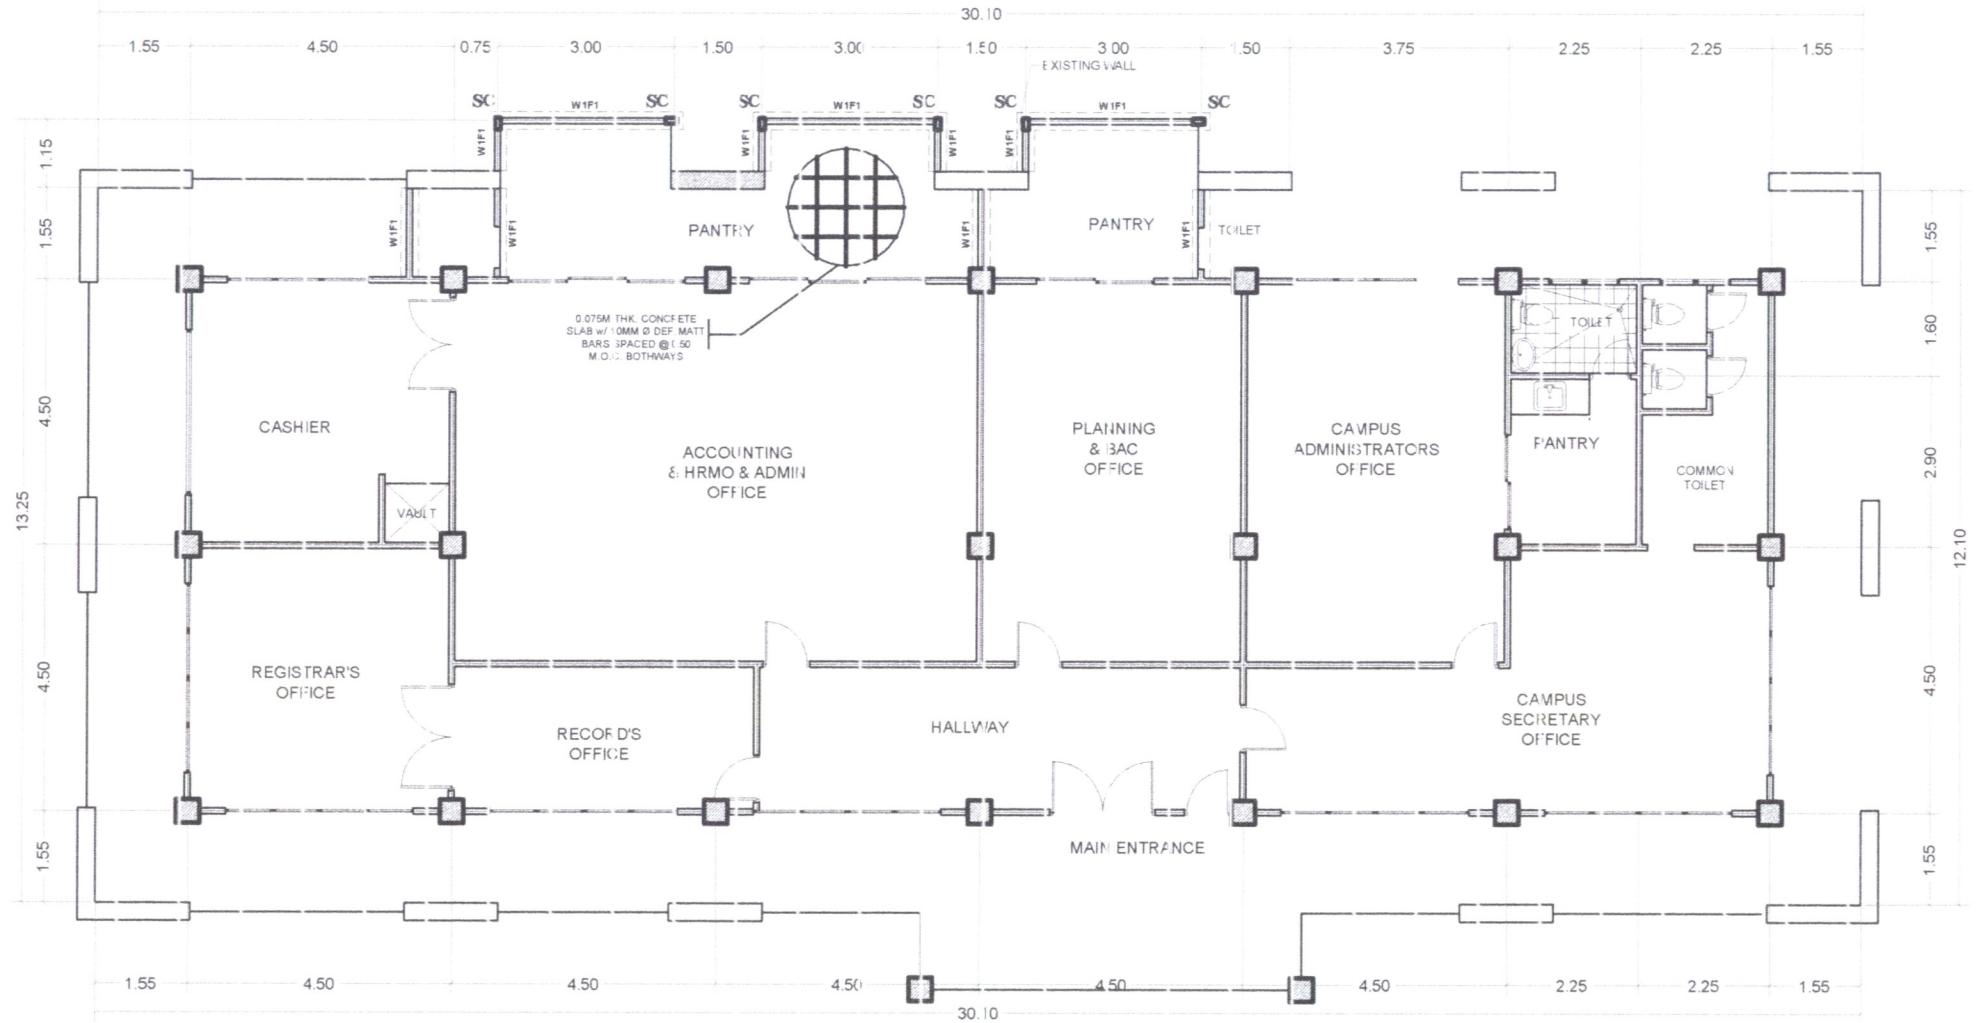 30.10
1.55 4.50 0.75 3.00 1.50 3.00 1.50 3.00 1.50 3.75 2.25 2.25 1.55
EXISTING WALL
SC W1F1 SC SC W1F1 SC SC W1F1 SC
W1F1 W1F1 W1F1 W1F1
1.15
1.55
W1F1 W1F1 PANTRY W1F1 PANTRY W1F1 TOILET
1.55
0.075M THK. CONCRETE
SLAB w/ 10MM Ø DEF. MATT
BARS SPACED @ 0.50
M.O.C. BOTHWAYS
TOILET
1.60
4.50
CASHIER
ACCOUNTING
& HRMO & ADMIN
OFFICE
PLANNING
& BAC
OFFICE
CAMPUS
ADMINISTRATORS
OFFICE
PANTRY
COMMON
TOILET
2.90
VAULT
13.25
12.10
4.50
REGISTRAR'S
OFFICE
RECORD'S
OFFICE
HALLWAY
CAMPUS
SECRETARY
OFFICE
4.50
MAIN ENTRANCE
1.55
1.55
1.55 4.50 4.50 4.50 4.50 4.50 2.25 2.25 1.55
30.10